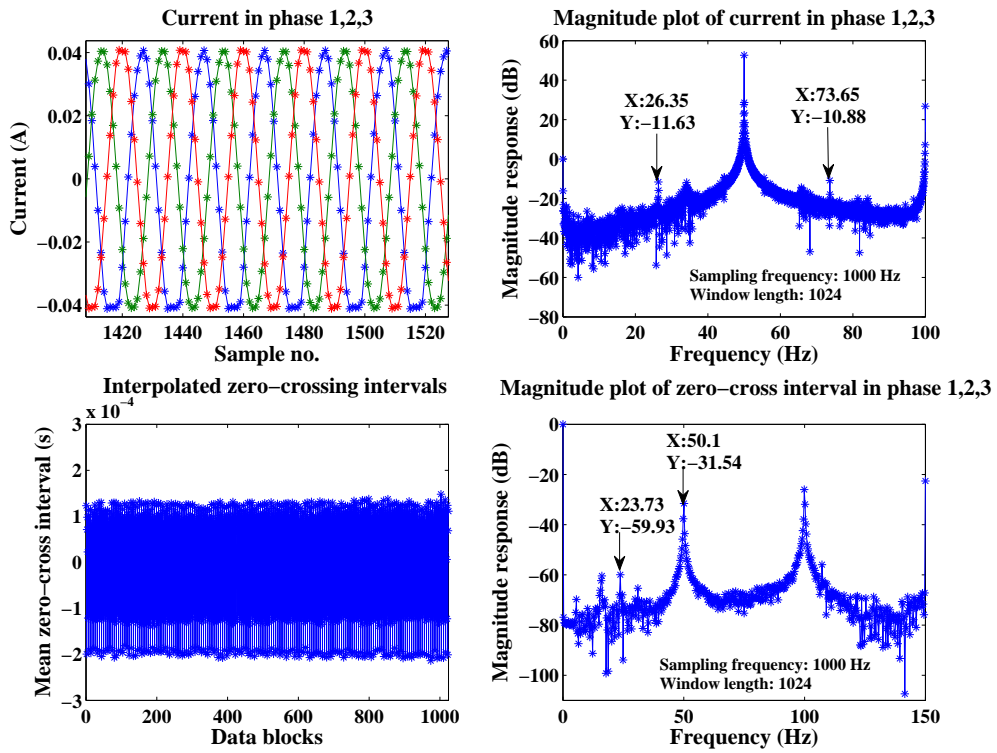 Current in phase 1,2,3
0.04
0.02
0
−0.02
−0.04
Current (A)
1420 1440 1460 1480 1500 1520
Sample no.
Magnitude plot of current in phase 1,2,3
60
40
20
0
−20
−40
−60
−80
Magnitude response (dB)
X:26.35
Y:−11.63
X:73.65
Y:−10.88
Sampling frequency: 1000 Hz
Window length: 1024
0 20 40 60 80 100
Frequency (Hz)
Interpolated zero−crossing intervals
x 10−4
3
2
1
0
−1
−2
−3
Mean zero−cross interval (s)
0 200 400 600 800 1000
Data blocks
Magnitude plot of zero−cross interval in phase 1,2,3
0
−20
−40
−60
−80
−100
Magnitude response (dB)
X:50.1
Y:−31.54
X:23.73
Y:−59.93
Sampling frequency: 1000 Hz
Window length: 1024
0 50 100 150
Frequency (Hz)